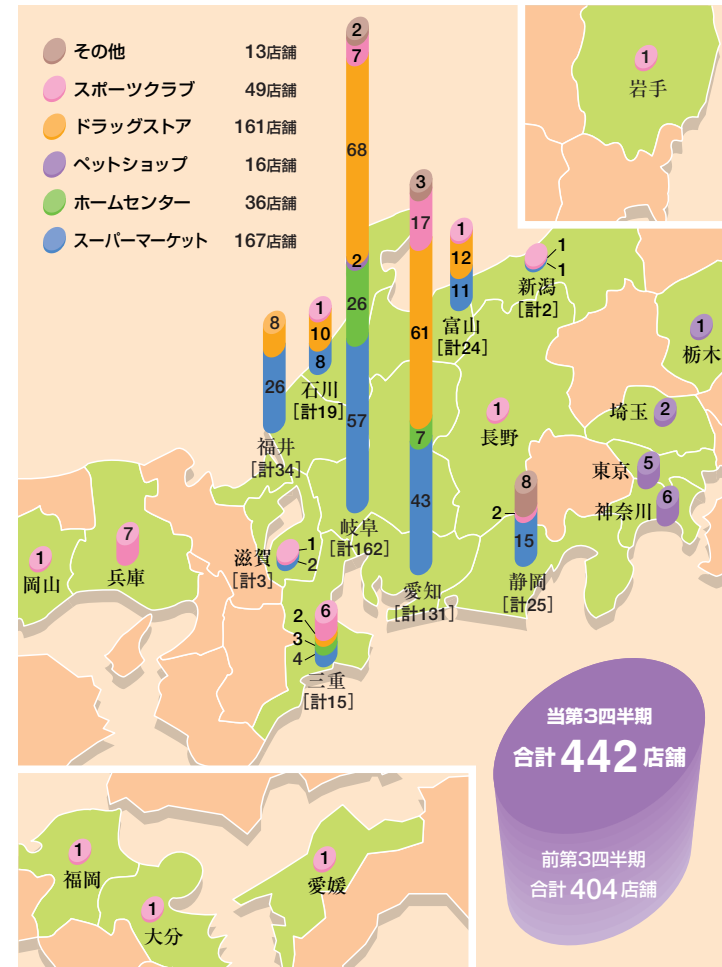 その他 13店舗
スポーツクラブ 49店舗
ドラッグストア 161店舗
ペットショップ 16店舗
ホームセンター 36店舗
スーパーマーケット 167店舗
1
岩手
2
7
68
2
26
57
岐阜
[計162]
3
17
61
7
43
愛知
[計131]
1
12
11
富山
[計24]
1
1
新潟
[計2]
1
栃木
1
10
8
石川
[計19]
8
26
福井
[計34]
1
長野
2
埼玉
5
東京
6
神奈川
8
2
15
静岡
[計25]
1
2
滋賀
[計3]
7
兵庫
1
岡山
6
2
3
4
三重
[計15]
当第3四半期
合計 442 店舗
前第3四半期
合計 404 店舗
1
福岡
1
大分
1
愛媛